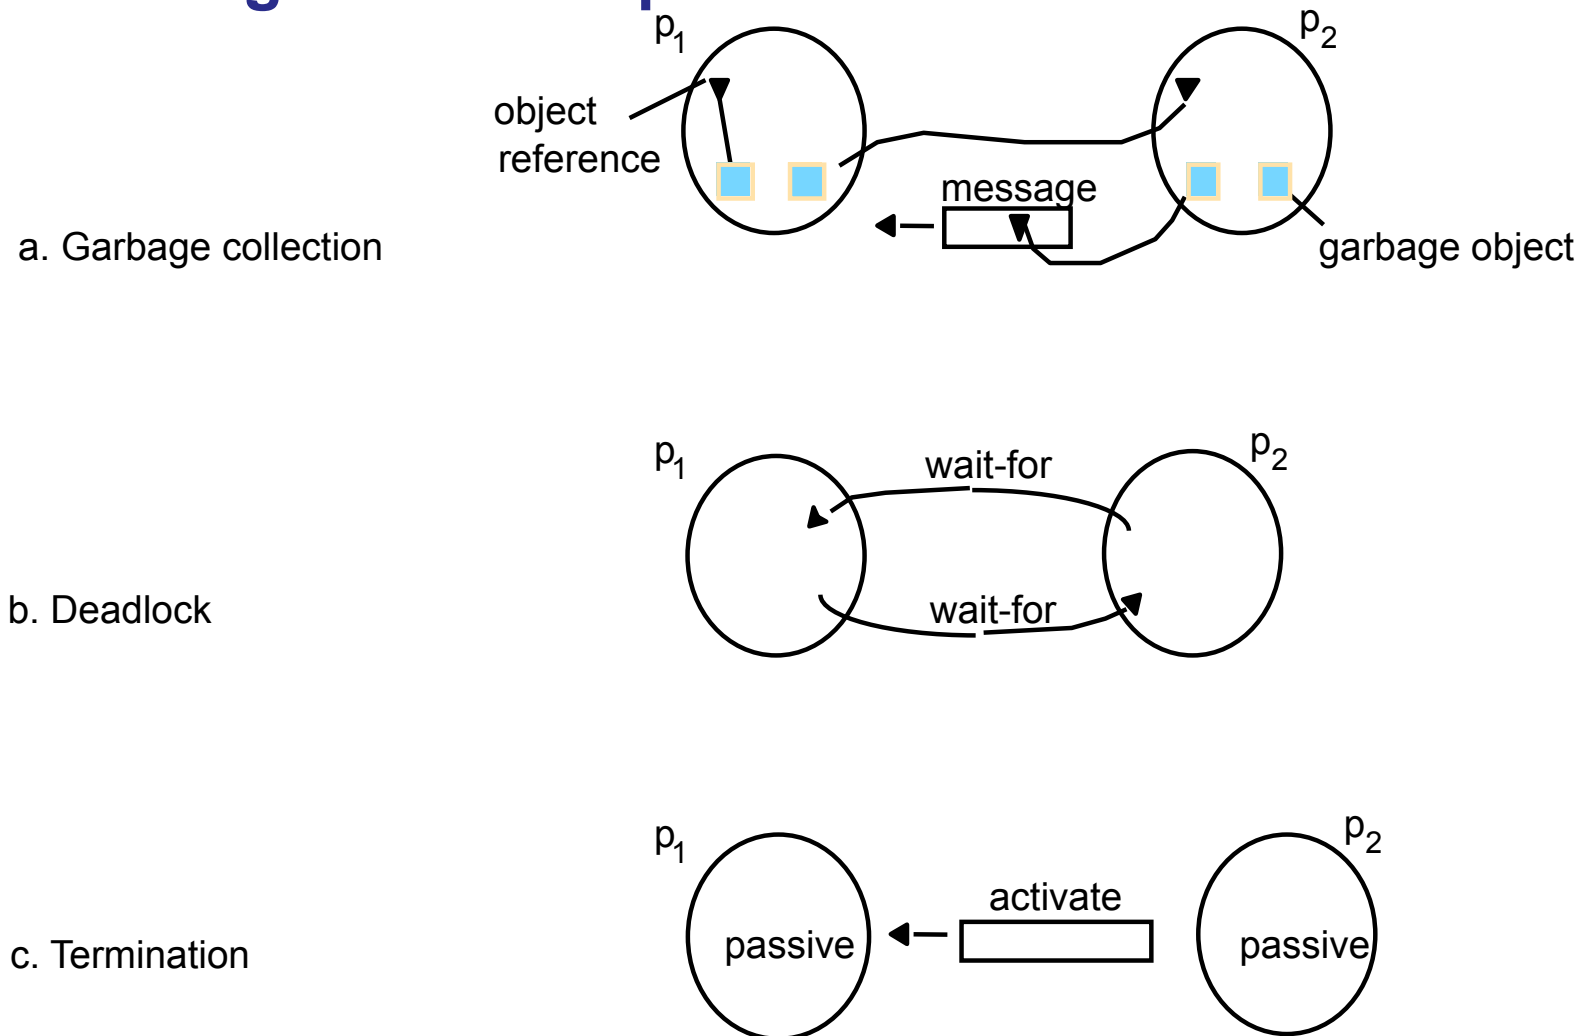 p1
p2
object
reference
message
a. Garbage collection
garbage object
p1
wait-for
p2
b. Deadlock
wait-for
p1
p2
activate
passive
passive
c. Termination